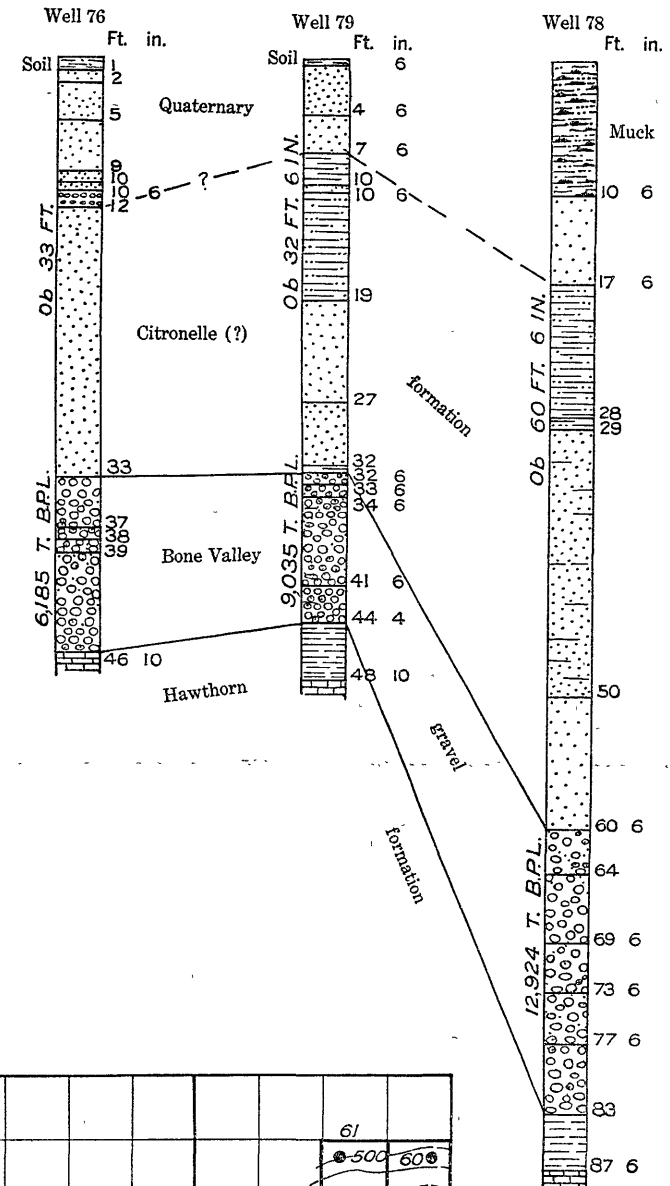 Well 76
Ft. in.
Soil
1
2
5
9
10
10 6
12
33
37
38
39
46 10
Ob 33 FT.
6,185 T. B.P.L.
Quaternary
?
Citronelle (?)
formation
Bone Valley
gravel
Hawthorn
formation
Well 79
Ft. in.
Soil
6
4 6
7 6
10
10 6
19
27
32
32 6
33 6
34 6
41 6
44 4
48 10
Ob 32 FT. 6 IN.
9,035 T. B.P.L.
Well 78
Ft. in.
Muck
10 6
17 6
28
29
50
60 6
64
69 6
73 6
77 6
83
87 6
Ob 60 FT. 6 IN.
12,924 T. B.P.L.
61
500 60